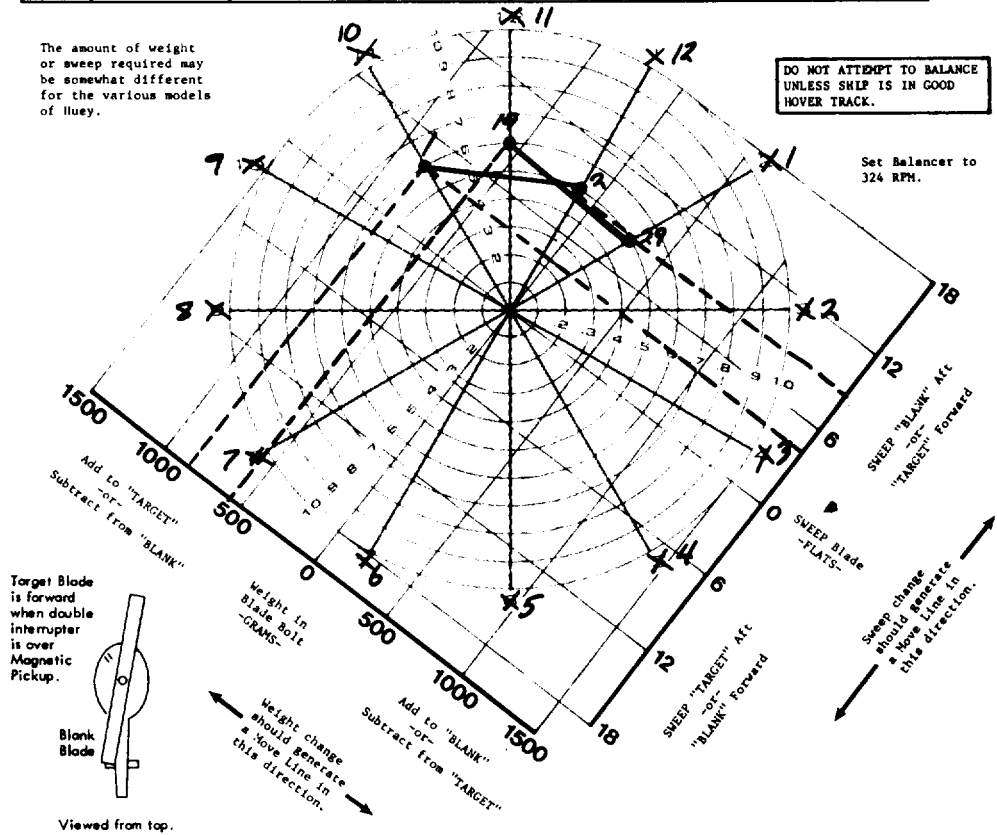 11
10
12
The amount of weight
or sweep required may
be somewhat different
for the various models
of Huey.
DO NOT ATTEMPT TO BALANCE
UNLESS SHIP IS IN GOOD
HOVER TRACK.
Set Balancer to
324 RPM.
9
1
8
2
7
3
6
4
5
2 3 4 5 6 7 8 9 10
18
12
6
0
6
12
18
SWEEP "BLANK" Aft
-or-
"TARGET" Forward
SWEEP Blade
-FLATS-
SWEEP "TARGET" Aft
-or-
"BLANK" Forward
Sweep change
should generate
a Move Line in
this direction.
1500
1000
500
0
500
1000
1500
Add to "TARGET"
-or-
Subtract from "BLANK"
Weight in
Blade Bolt
-GRAMS-
Add to "BLANK"
-or-
Subtract from "TARGET"
Weight change
should generate
a Move Line in
this direction.
Target Blade
is forward
when double
interrupter
is over
Magnetic
Pickup.
Blank
Blade
Viewed from top.